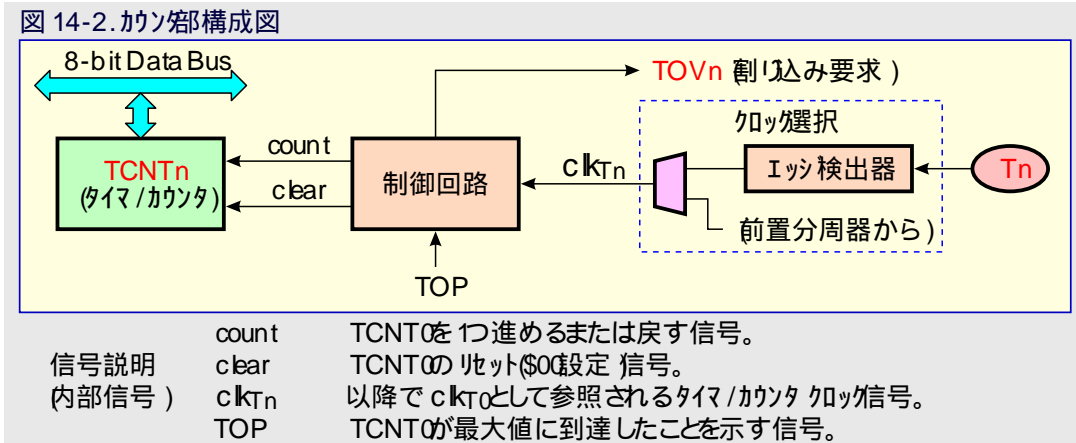 図 14-2. カウンタ部構成図
8-bit Data Bus
TOVn (割り込み要求)
クロック選択
TCNTn
(タイマ/カウンタ)
count
clear
制御回路
clkTn
エッジ検出器
Tn
(前置分周器から)
TOP
count TCNT0を1つ進めるまたは戻す信号。
信号説明 clear TCNT0のリセット($00設定)信号。
(内部信号) clkTn 以降でclkT0として参照されるタイマ/カウンタ クロック信号。
TOP TCNT0が最大値に到達したことを示す信号。